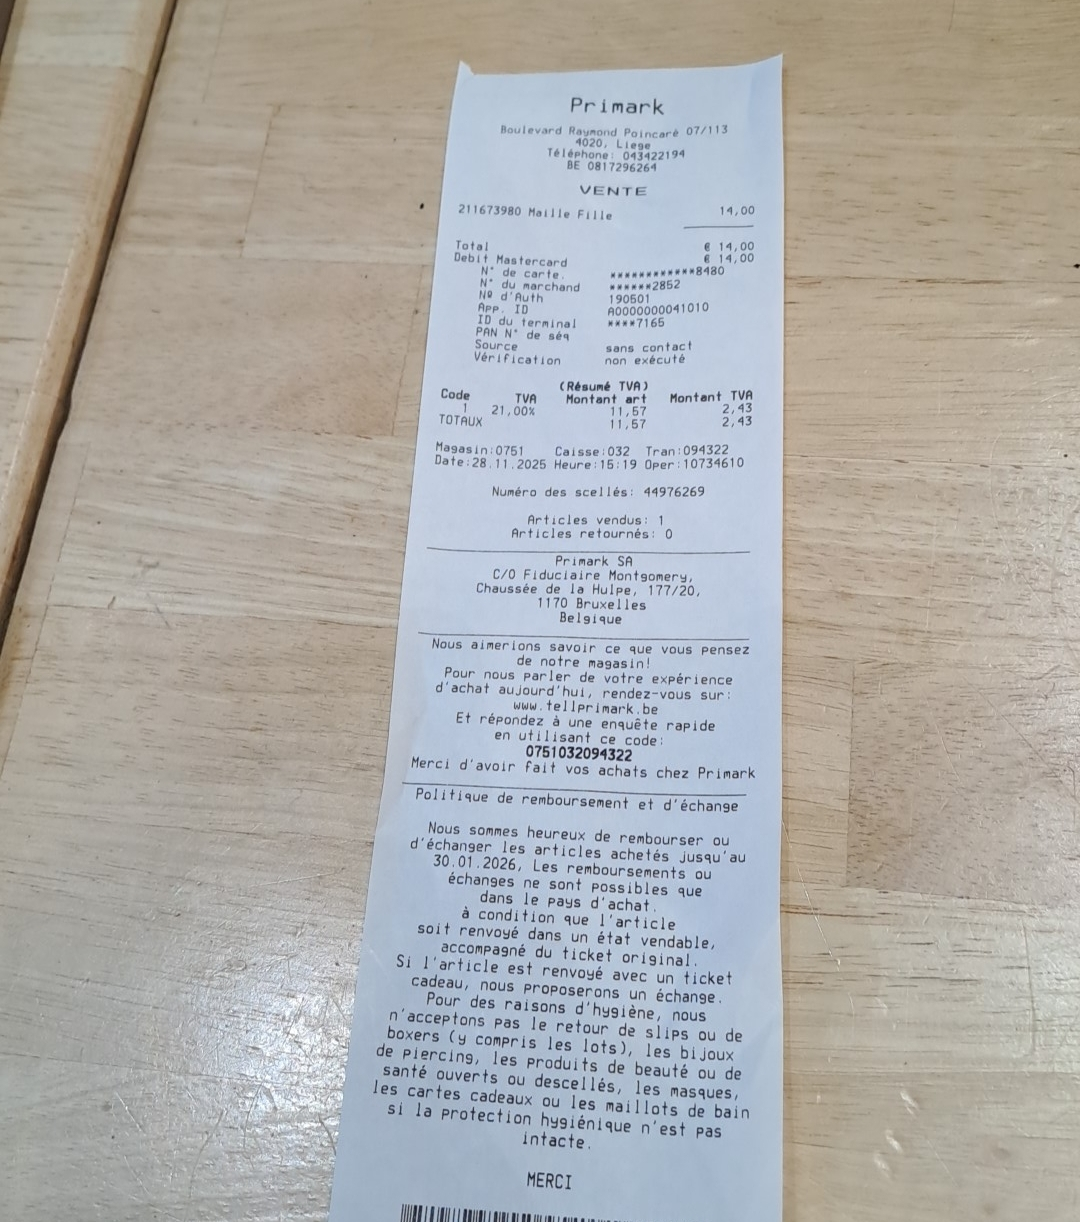 Primark
Boulevard Raymond Poincaré 07/113
4020, Liege
Téléphone: 043422194
BE 0817296264
VENTE
211673980 Maille Fille 14,00
Total € 14,00
Debit Mastercard € 14,00
N° de carte. ************8480
N° du marchand ******2852
Nº d'Auth 190501
App. ID A0000000041010
ID du terminal ****7165
PAN N° de séq
Source sans contact
Vérification non exécuté
(Résumé TVA)
Code TVA Montant art Montant TVA
1 21,00% 11,57 2,43
TOTAUX 11,57 2,43
Magasin:0751 Caisse:032 Tran:094322
Date:28.11.2025 Heure:15:19 Oper:10734610
Numéro des scellés: 44976269
Articles vendus: 1
Articles retournés: 0
Primark SA
C/O Fiduciaire Montgomery,
Chaussée de la Hulpe, 177/20,
1170 Bruxelles
Belgique
Nous aimerions savoir ce que vous pensez
de notre magasin!
Pour nous parler de votre expérience
d'achat aujourd'hui, rendez-vous sur:
www.tellprimark.be
Et répondez à une enquête rapide
en utilisant ce code:
0751032094322
Merci d'avoir fait vos achats chez Primark
Politique de remboursement et d'échange
Nous sommes heureux de rembourser ou
d'échanger les articles achetés jusqu'au
30.01.2026, Les remboursements ou
échanges ne sont possibles que
dans le pays d'achat.
à condition que l'article
soit renvoyé dans un état vendable,
accompagné du ticket original.
Si l'article est renvoyé avec un ticket
cadeau, nous proposerons un échange.
Pour des raisons d'hygiène, nous
n'acceptons pas le retour de slips ou de
boxers (y compris les lots), les bijoux
de piercing, les produits de beauté ou de
santé ouverts ou descellés, les masques,
les cartes cadeaux ou les maillots de bain
si la protection hygiénique n'est pas
intacte.
MERCI